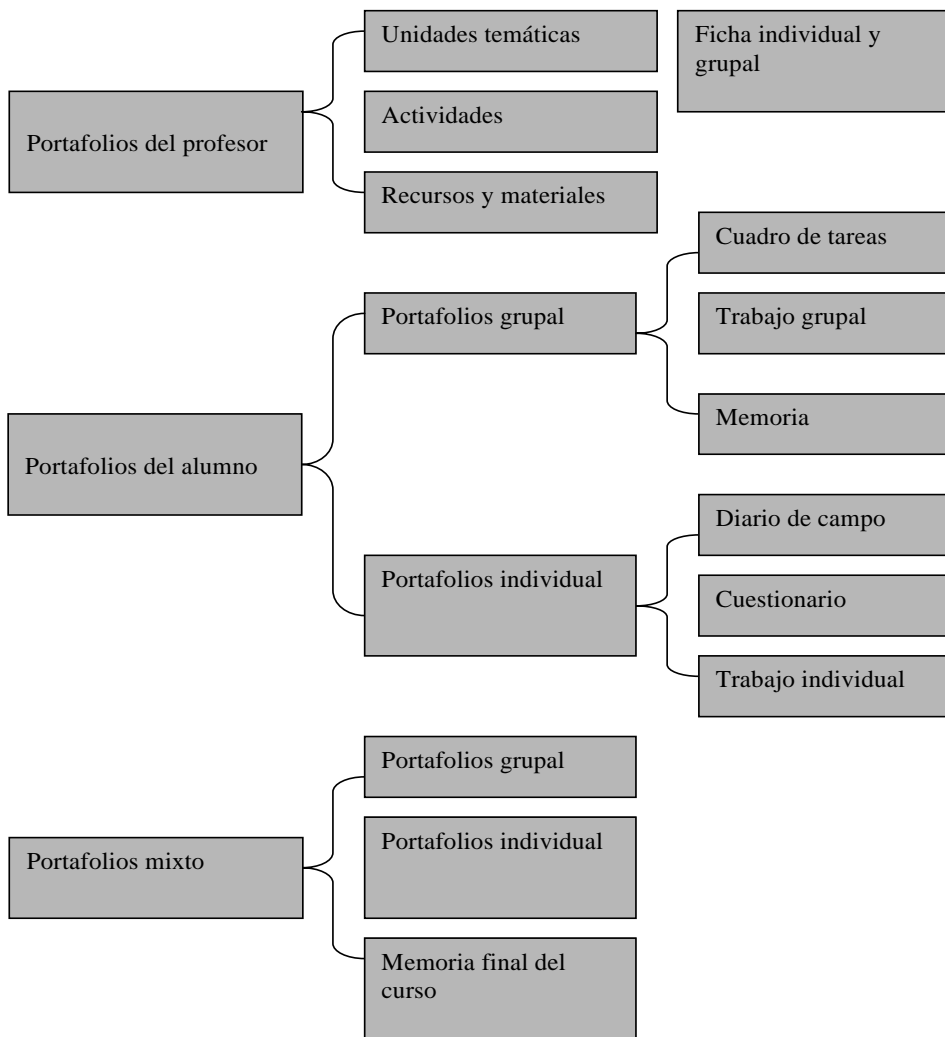 Unidades temáticas
Ficha individual y
grupal
Portafolios del profesor
Actividades
Recursos y materiales
Cuadro de tareas
Portafolios grupal
Trabajo grupal
Memoria
Portafolios del alumno
Diario de campo
Portafolios individual
Cuestionario
Trabajo individual
Portafolios grupal
Portafolios mixto
Portafolios individual
Memoria final del
curso